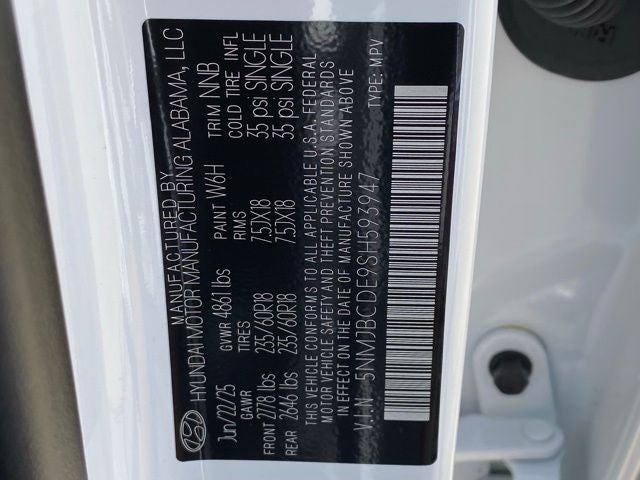 MANUFACTURED BY
HYUNDAI MOTOR MANUFACTURING ALABAMA, LLC
Jun/22/25 GVWR 4861 lbs PAINT W6H TRIM NNB
GAWR TIRES RIMS COLD TIRE INFL
FRONT 2778 lbs 235/60R18 7.5JX18 35 psi SINGLE
REAR 2646 lbs 235/60R18 7.5JX18 35 psi SINGLE
THIS VEHICLE CONFORMS TO ALL APPLICABLE U.S.A. FEDERAL
MOTOR VEHICLE SAFETY AND THEFT PREVENTION STANDARDS
IN EFFECT ON THE DATE OF MANUFACTURE SHOWN ABOVE
VIN: 5NMJBCDE9SH593947 TYPE: MPV